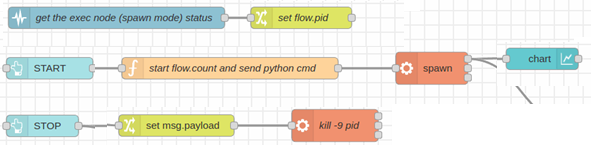 get the exec node (spawn mode) status
set flow.pid
START
start flow.count and send python cmd
spawn
chart
STOP
set msg.payload
kill -9 pid